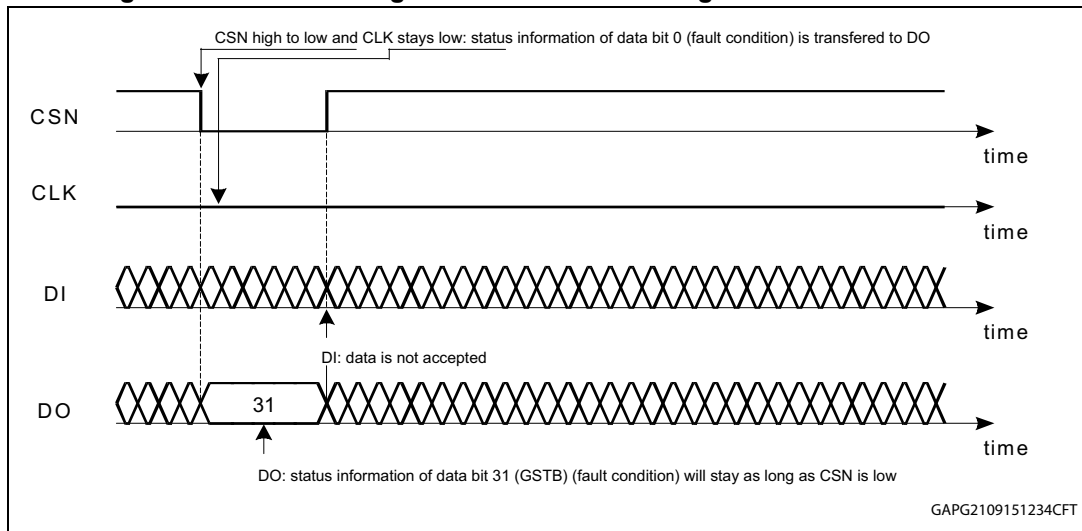 CSN high to low and CLK stays low: status information of data bit 0 (fault condition) is transfered to DO
CSN
time
CLK
time
DI
time
DI: data is not accepted
DO
31
time
DO: status information of data bit 31 (GSTB) (fault condition) will stay as long as CSN is low
GAPG2109151234CFT